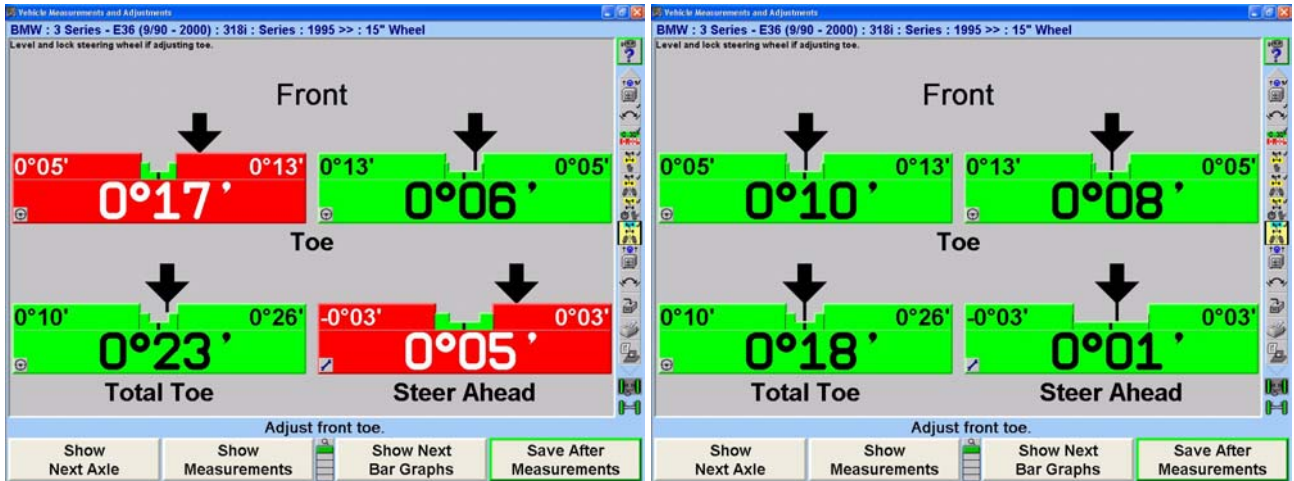 Vehicle Measurements and Adjustments
BMW : 3 Series - E36 (9/90 - 2000) : 318i : Series : 1995 >> : 15" Wheel
Level and lock steering wheel if adjusting toe.
Front
0°05' 0°13' 0°13' 0°05'
0°17' 0°06'
Toe
0°10' 0°26' -0°03' 0°03'
0°23' 0°05'
Total Toe Steer Ahead
Adjust front toe.
Show Next Axle
Show Measurements
Show Next Bar Graphs
Save After Measurements
Vehicle Measurements and Adjustments
BMW : 3 Series - E36 (9/90 - 2000) : 318i : Series : 1995 >> : 15" Wheel
Level and lock steering wheel if adjusting toe.
Front
0°05' 0°13' 0°13' 0°05'
0°10' 0°08'
Toe
0°10' 0°26' -0°03' 0°03'
0°18' 0°01'
Total Toe Steer Ahead
Adjust front toe.
Show Next Axle
Show Measurements
Show Next Bar Graphs
Save After Measurements